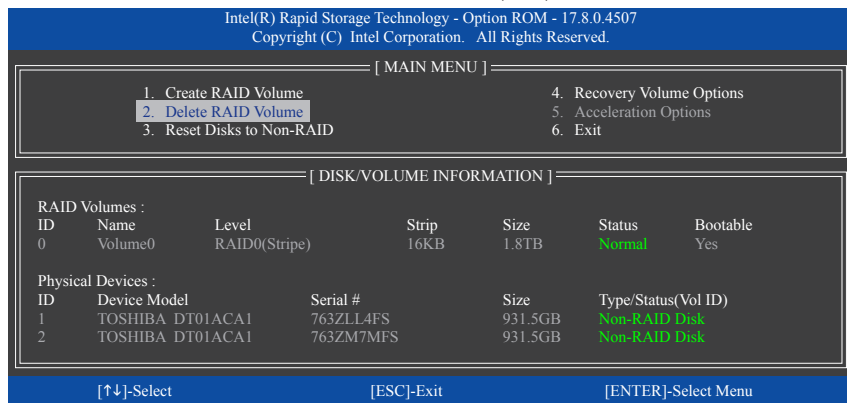 Intel(R) Rapid Storage Technology - Option ROM - 17.8.0.4507
Copyright (C) Intel Corporation. All Rights Reserved.
[ MAIN MENU ]
1. Create RAID Volume
2. Delete RAID Volume
3. Reset Disks to Non-RAID
4. Recovery Volume Options
5. Acceleration Options
6. Exit
[ DISK/VOLUME INFORMATION ]
RAID Volumes :
ID Name Level Strip Size Status Bootable
0 Volume0 RAID0(Stripe) 16KB 1.8TB Normal Yes
Physical Devices :
ID Device Model Serial # Size Type/Status(Vol ID)
1 TOSHIBA DT01ACA1 763ZLL4FS 931.5GB Non-RAID Disk
2 TOSHIBA DT01ACA1 763ZM7MFS 931.5GB Non-RAID Disk
[↑↓]-Select [ESC]-Exit [ENTER]-Select Menu